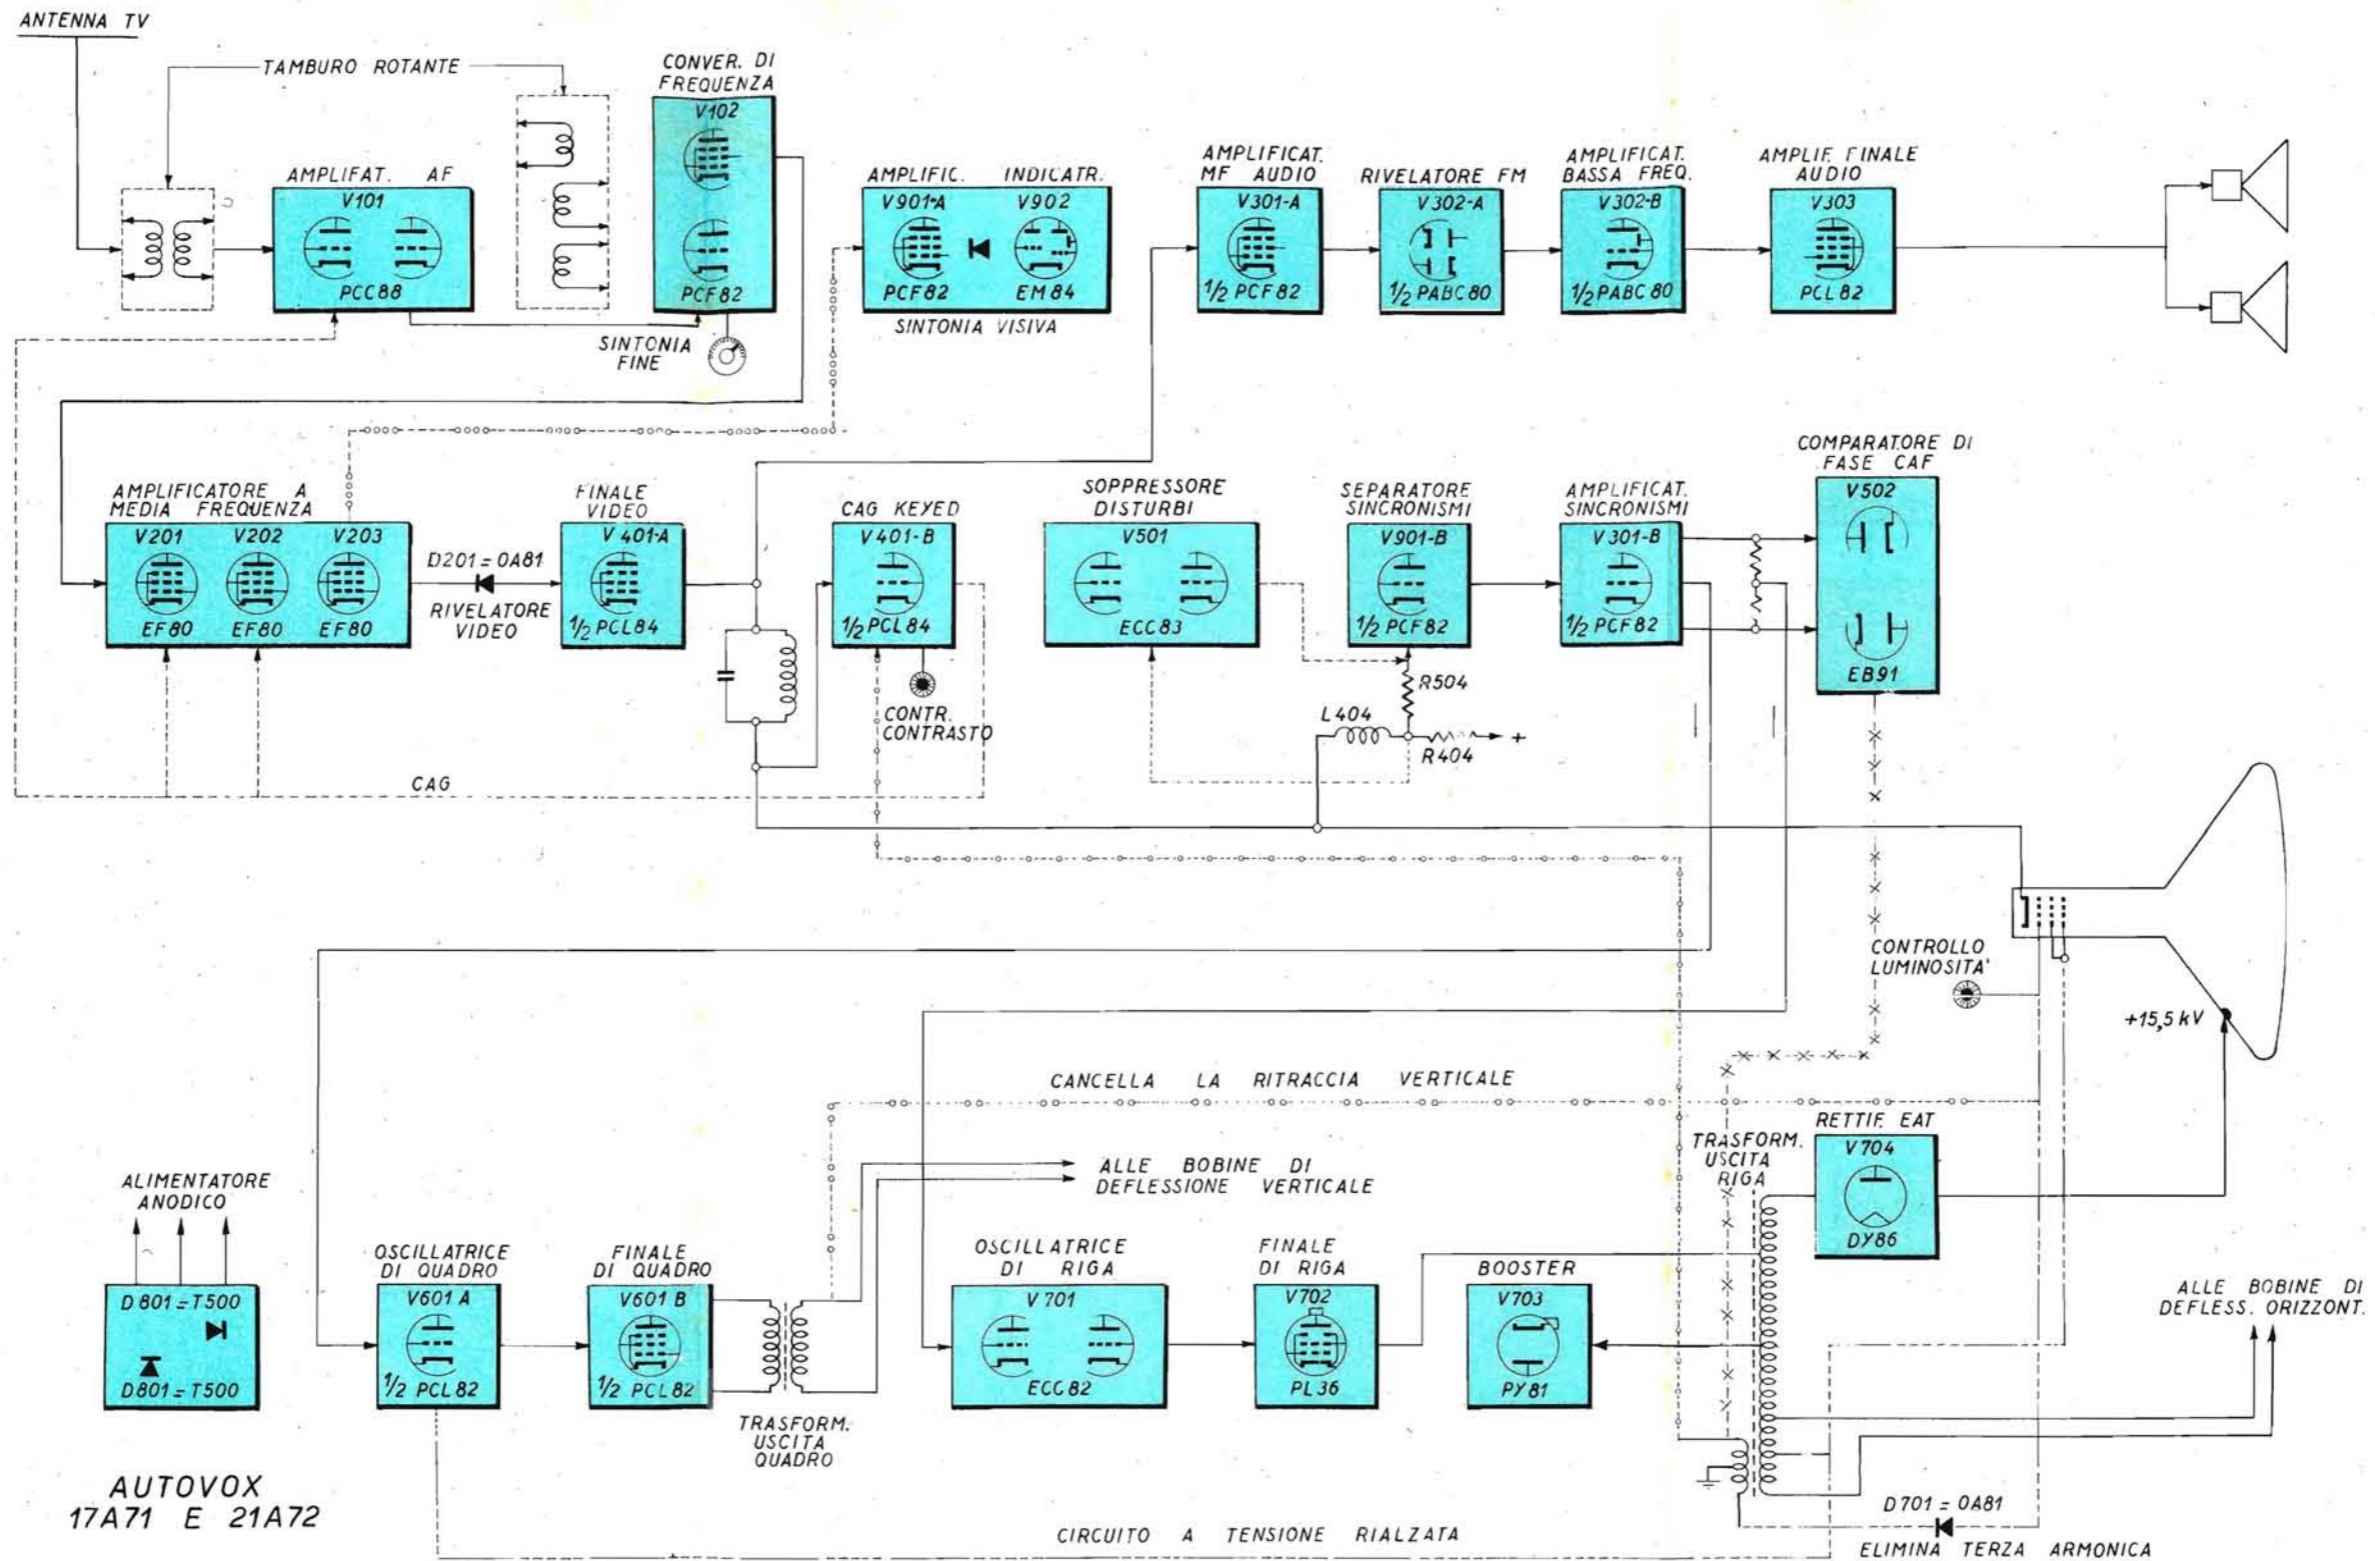 ANTENNA TV
TAMBURO ROTANTE
CONVER. DI
FREQUENZA
V102
PCF82
AMPLIFAT. AF
V101
PCC88
SINTONIA
FINE
AMPLIFIC. INDICATR.
V901-A V902
PCF82 EM84
SINTONIA VISIVA
AMPLIFICAT.
MF AUDIO
V301-A
1/2 PCF82
RIVELATORE FM
V302-A
1/2 PABC80
AMPLIFICAT.
BASSA FREQ.
V302-B
1/2 PABC80
AMPLIF. FINALE
AUDIO
V303
PCL82
AMPLIFICATORE A
MEDIA FREQUENZA
V201 V202 V203
EF80 EF80 EF80
D201=0A81
RIVELATORE
VIDEO
FINALE
VIDEO
V401-A
1/2 PCL84
CAG KEYED
V401-B
1/2 PCL84
CONTR.
CONTRASTO
SOPPRESSORE
DISTURBI
V501
ECC83
SEPARATORE
SINCRONISMI
V901-B
1/2 PCF82
R504
L404
+
R404
AMPLIFICAT.
SINCRONISMI
V301-B
1/2 PCF82
COMPARATORE DI
FASE CAF
V502
EB91
CAG
CONTROLLO
LUMINOSITA'
+15,5 kV
CANCELLA LA RITRACCIA VERTICALE
ALLE BOBINE DI
DEFLESSIONE VERTICALE
TRASFORM.
USCITA
RIGA
RETTIF. EAT
V704
DY86
ALIMENTATORE
ANODICO
D801=T500
D801=T500
OSCILLATRICE
DI QUADRO
V601 A
1/2 PCL82
FINALE
DI QUADRO
V601 B
1/2 PCL82
TRASFORM.
USCITA
QUADRO
OSCILLATRICE
DI RIGA
V701
ECC82
FINALE
DI RIGA
V702
PL36
BOOSTER
V703
PY81
ALLE BOBINE DI
DEFLESS. ORIZZONT.
D701=0A81
ELIMINA TERZA ARMONICA
CIRCUITO A TENSIONE RIALZATA
AUTOVOX
17A71 E 21A72